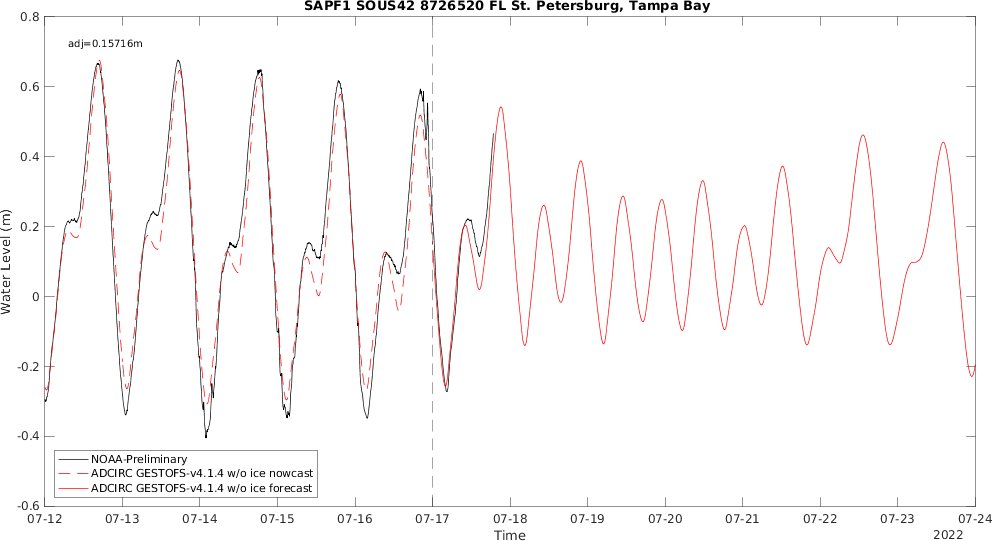 SAPF1 SOUS42 8726520 FL St. Petersburg, Tampa Bay
adj=0.15716m
0.8
0.6
0.4
0.2
0
-0.2
-0.4
-0.6
Water Level (m)
NOAA-Preliminary
ADCIRC GESTOFS-v4.1.4 w/o ice nowcast
ADCIRC GESTOFS-v4.1.4 w/o ice forecast
07-12 07-13 07-14 07-15 07-16 07-17 07-18 07-19 07-20 07-21 07-22 07-23 07-24
Time
2022